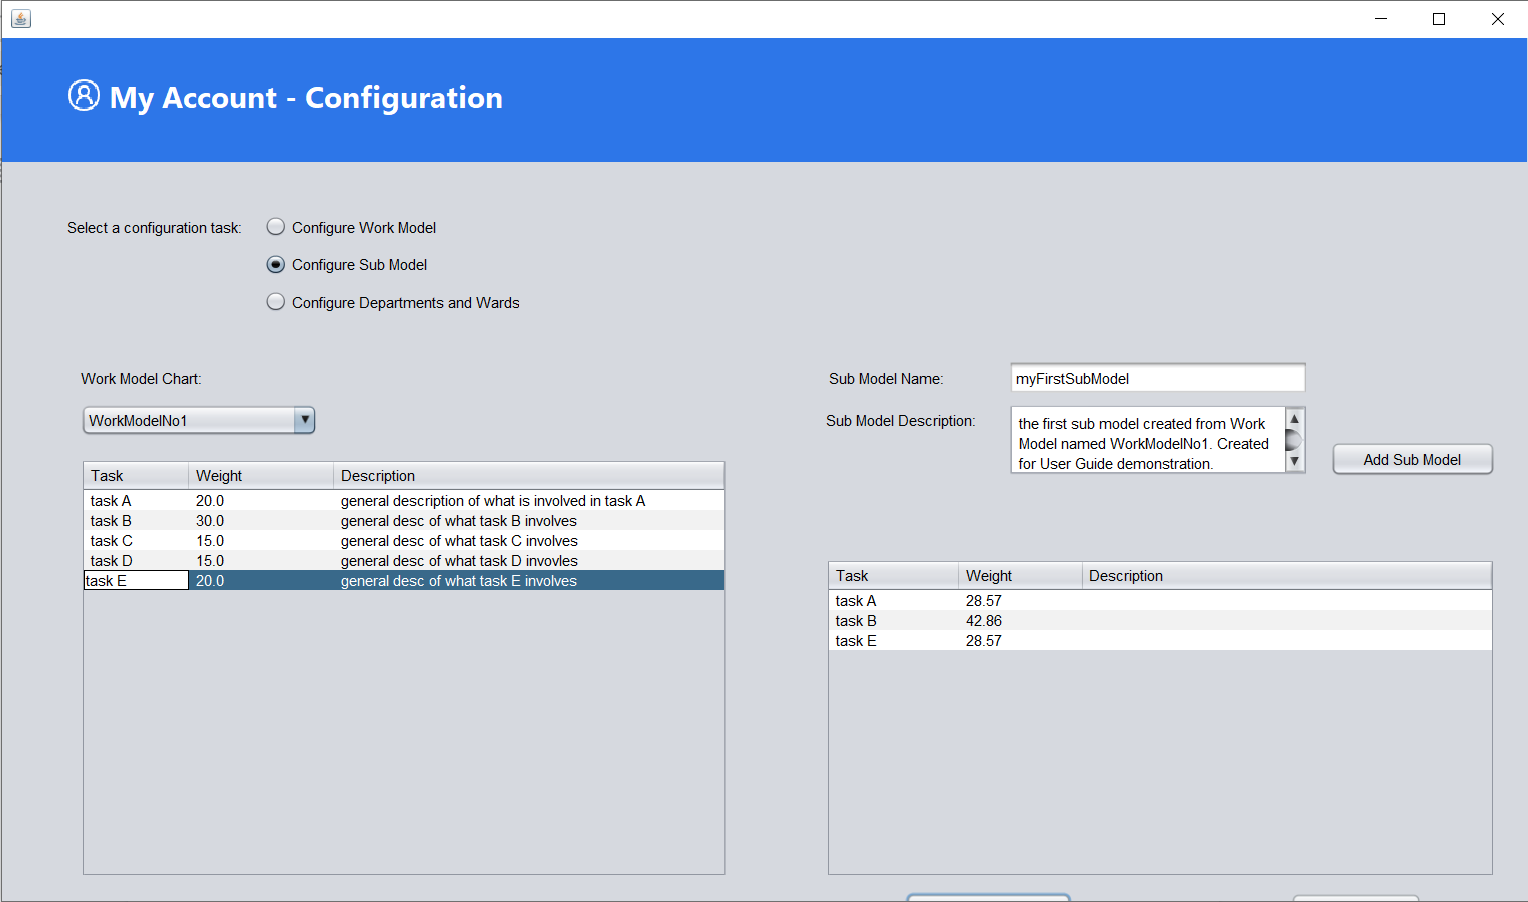 My Account - Configuration
Select a configuration task:
Configure Work Model
Configure Sub Model
Configure Departments and Wards
Work Model Chart:
WorkModelNo1
Task Weight Description
task A 20.0 general description of what is involved in task A
task B 30.0 general desc of what task B involves
task C 15.0 general desc of what task C involves
task D 15.0 general desc of what task D invovles
task E 20.0 general desc of what task E involves
Sub Model Name: myFirstSubModel
Sub Model Description:
the first sub model created from Work
Model named WorkModelNo1. Created
for User Guide demonstration.
Add Sub Model
Task Weight Description
task A 28.57
task B 42.86
task E 28.57